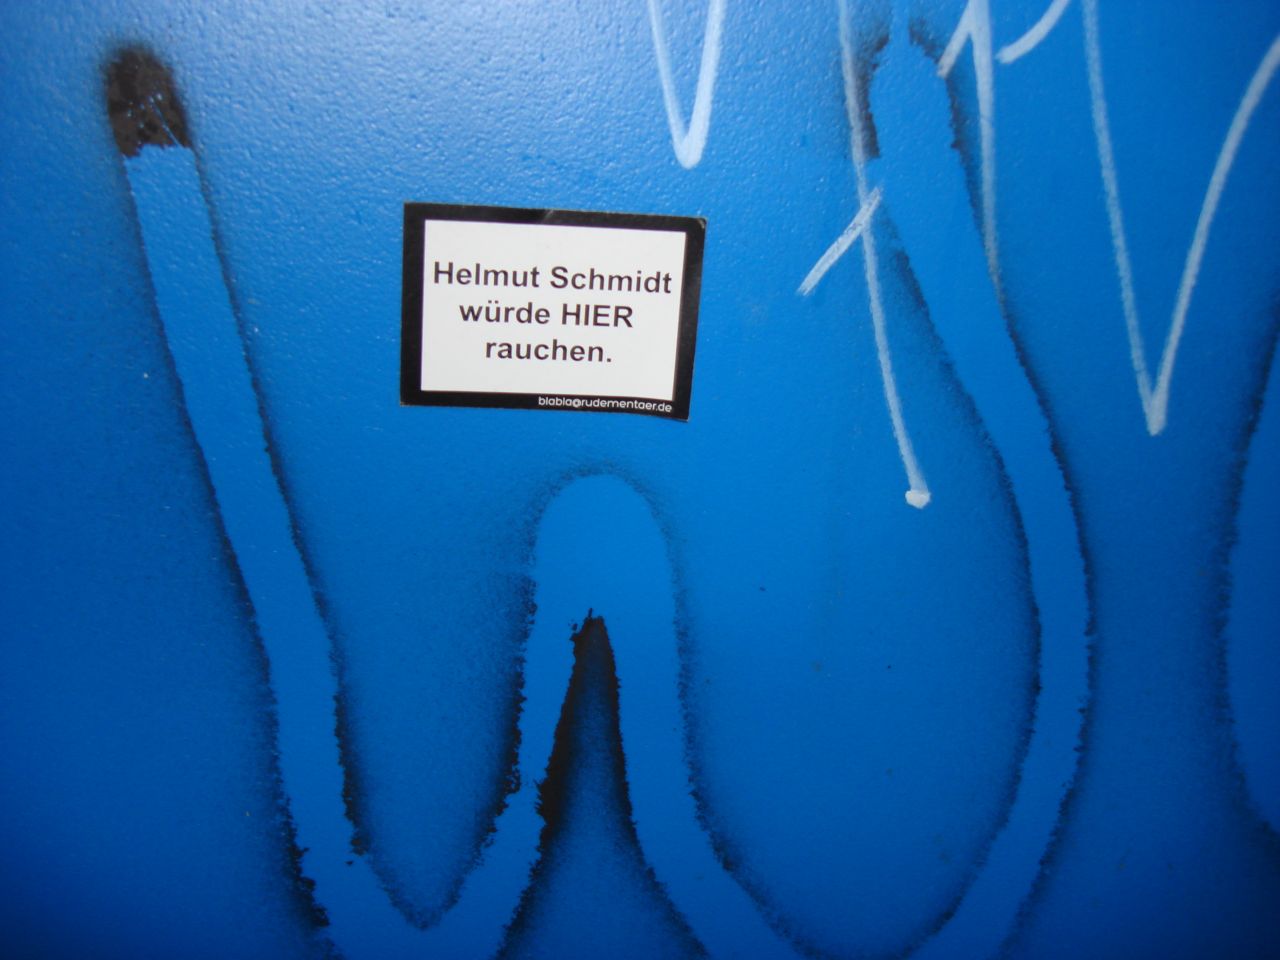 Helmut Schmidt
würde HIER
rauchen.
blabla@rudementaer.de